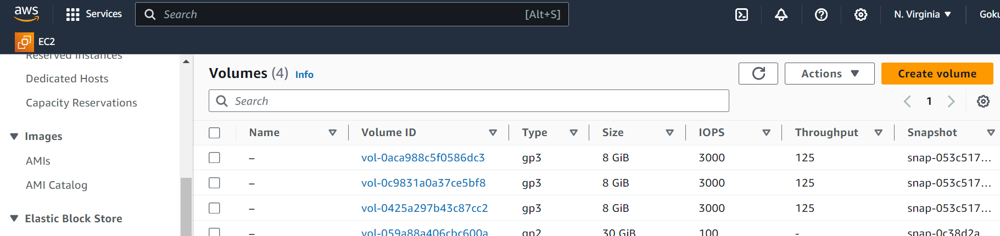 aws Services Search [Alt+S] N. Virginia Goku
EC2
Reserved Instances
Dedicated Hosts
Capacity Reservations
Images
AMIs
AMI Catalog
Elastic Block Store
Volumes (4) Info Actions Create volume
Search 1
Name Volume ID Type Size IOPS Throughput Snapshot
– vol-0aca988c5f0586dc3 gp3 8 GiB 3000 125 snap-053c517...
– vol-0c9831a0a37ce5bf8 gp3 8 GiB 3000 125 snap-053c517...
– vol-0425a297b43c87cc2 gp3 8 GiB 3000 125 snap-053c517...
– vol-059a88a406cbc600a gp2 30 GiB 100 - snap-0c38d2a...